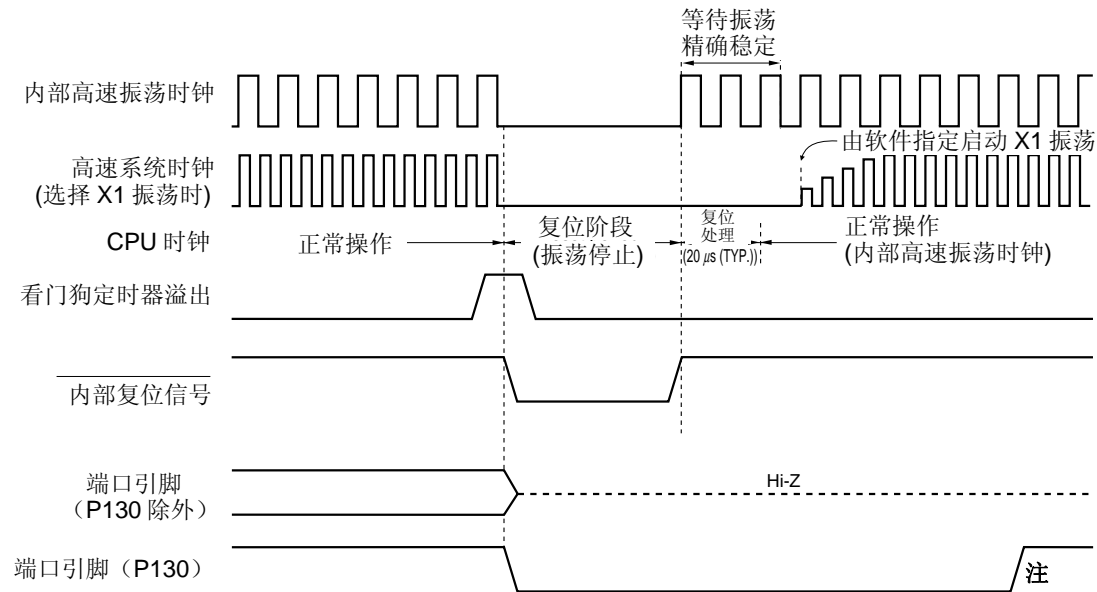 等待振荡
精确稳定
内部高速振荡时钟
由软件指定启动 X1 振荡
高速系统时钟
(选择 X1 振荡时)
CPU 时钟
正常操作
复位阶段
(振荡停止)
复位
处理
(20 μs (TYP.))
正常操作
(内部高速振荡时钟)
看门狗定时器溢出
内部复位信号
端口引脚
（P130 除外）
Hi-Z
端口引脚（P130）
注